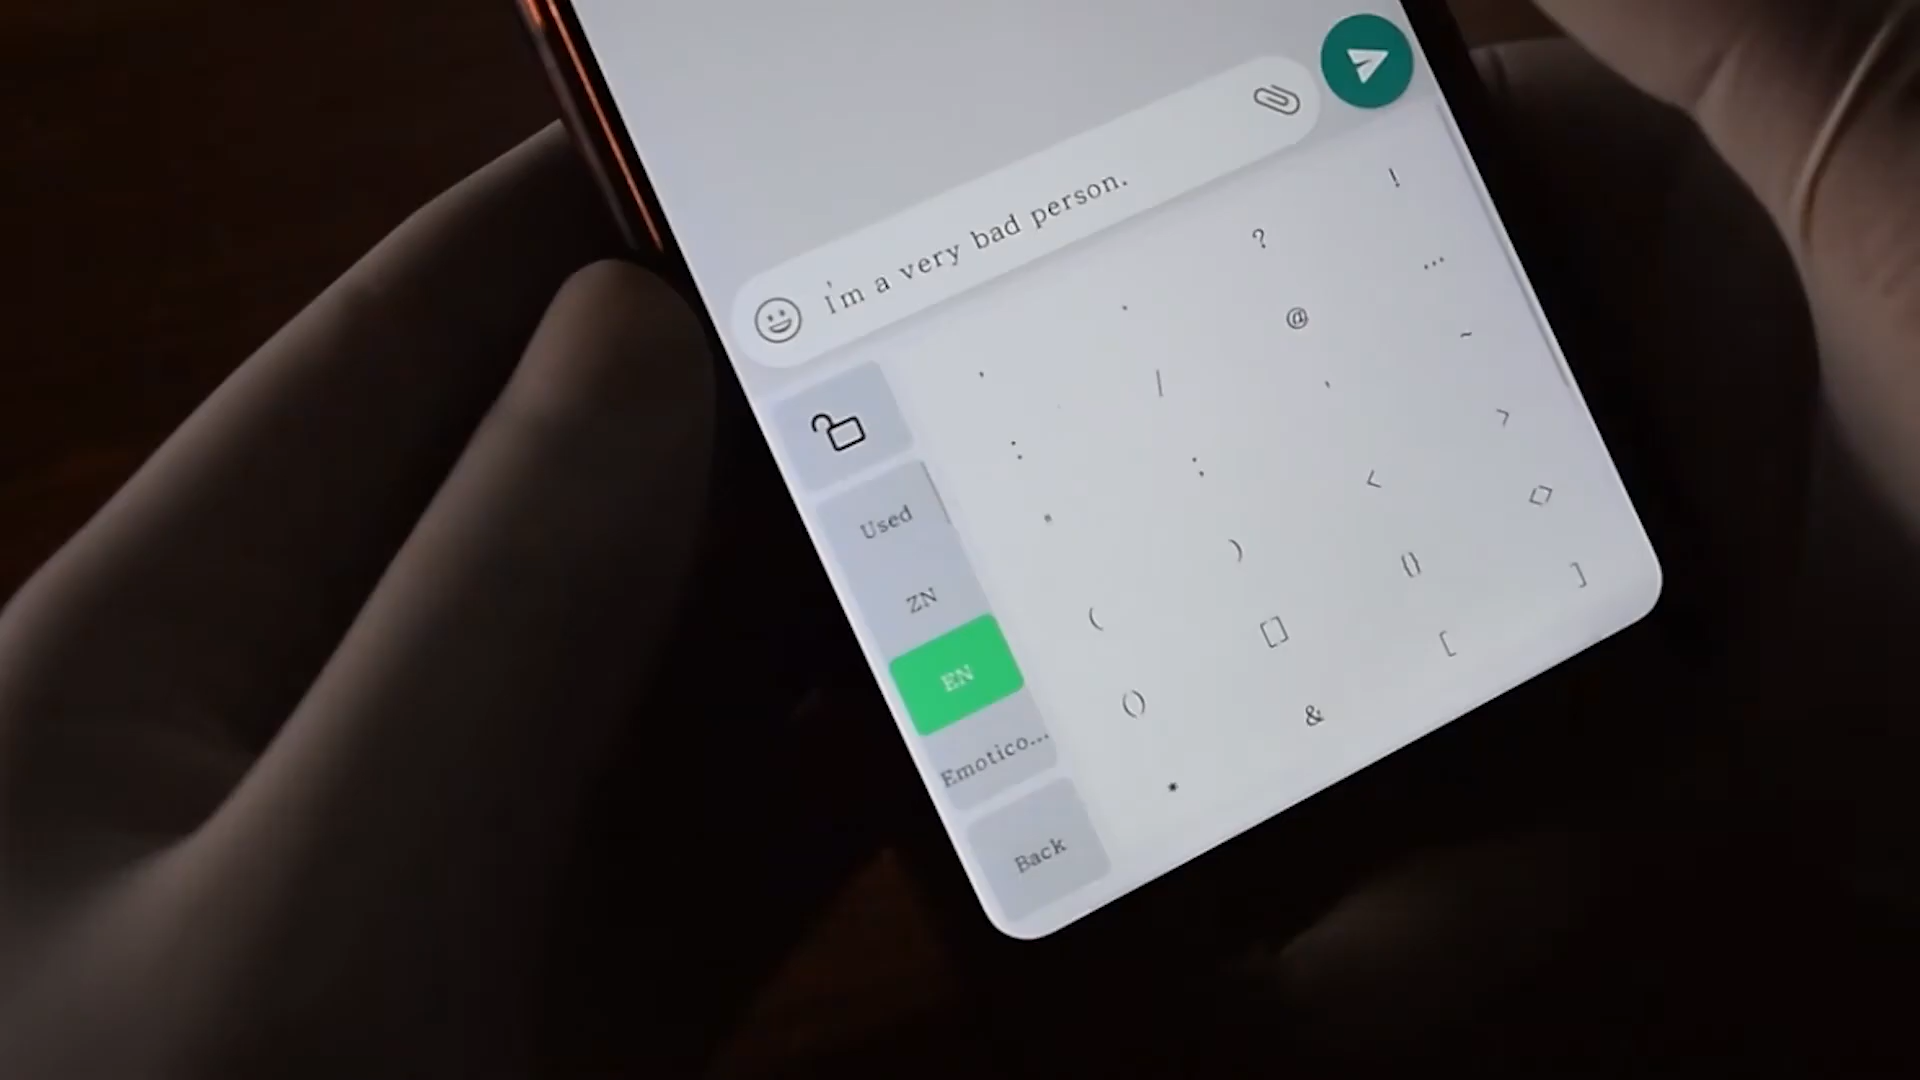 I'm a very bad person.
, . ? !
: | @ ...
" ; ' ~
( ) < >
() [] {} <>
* & [ ]
Used
ZN
EN
Emotico...
Back